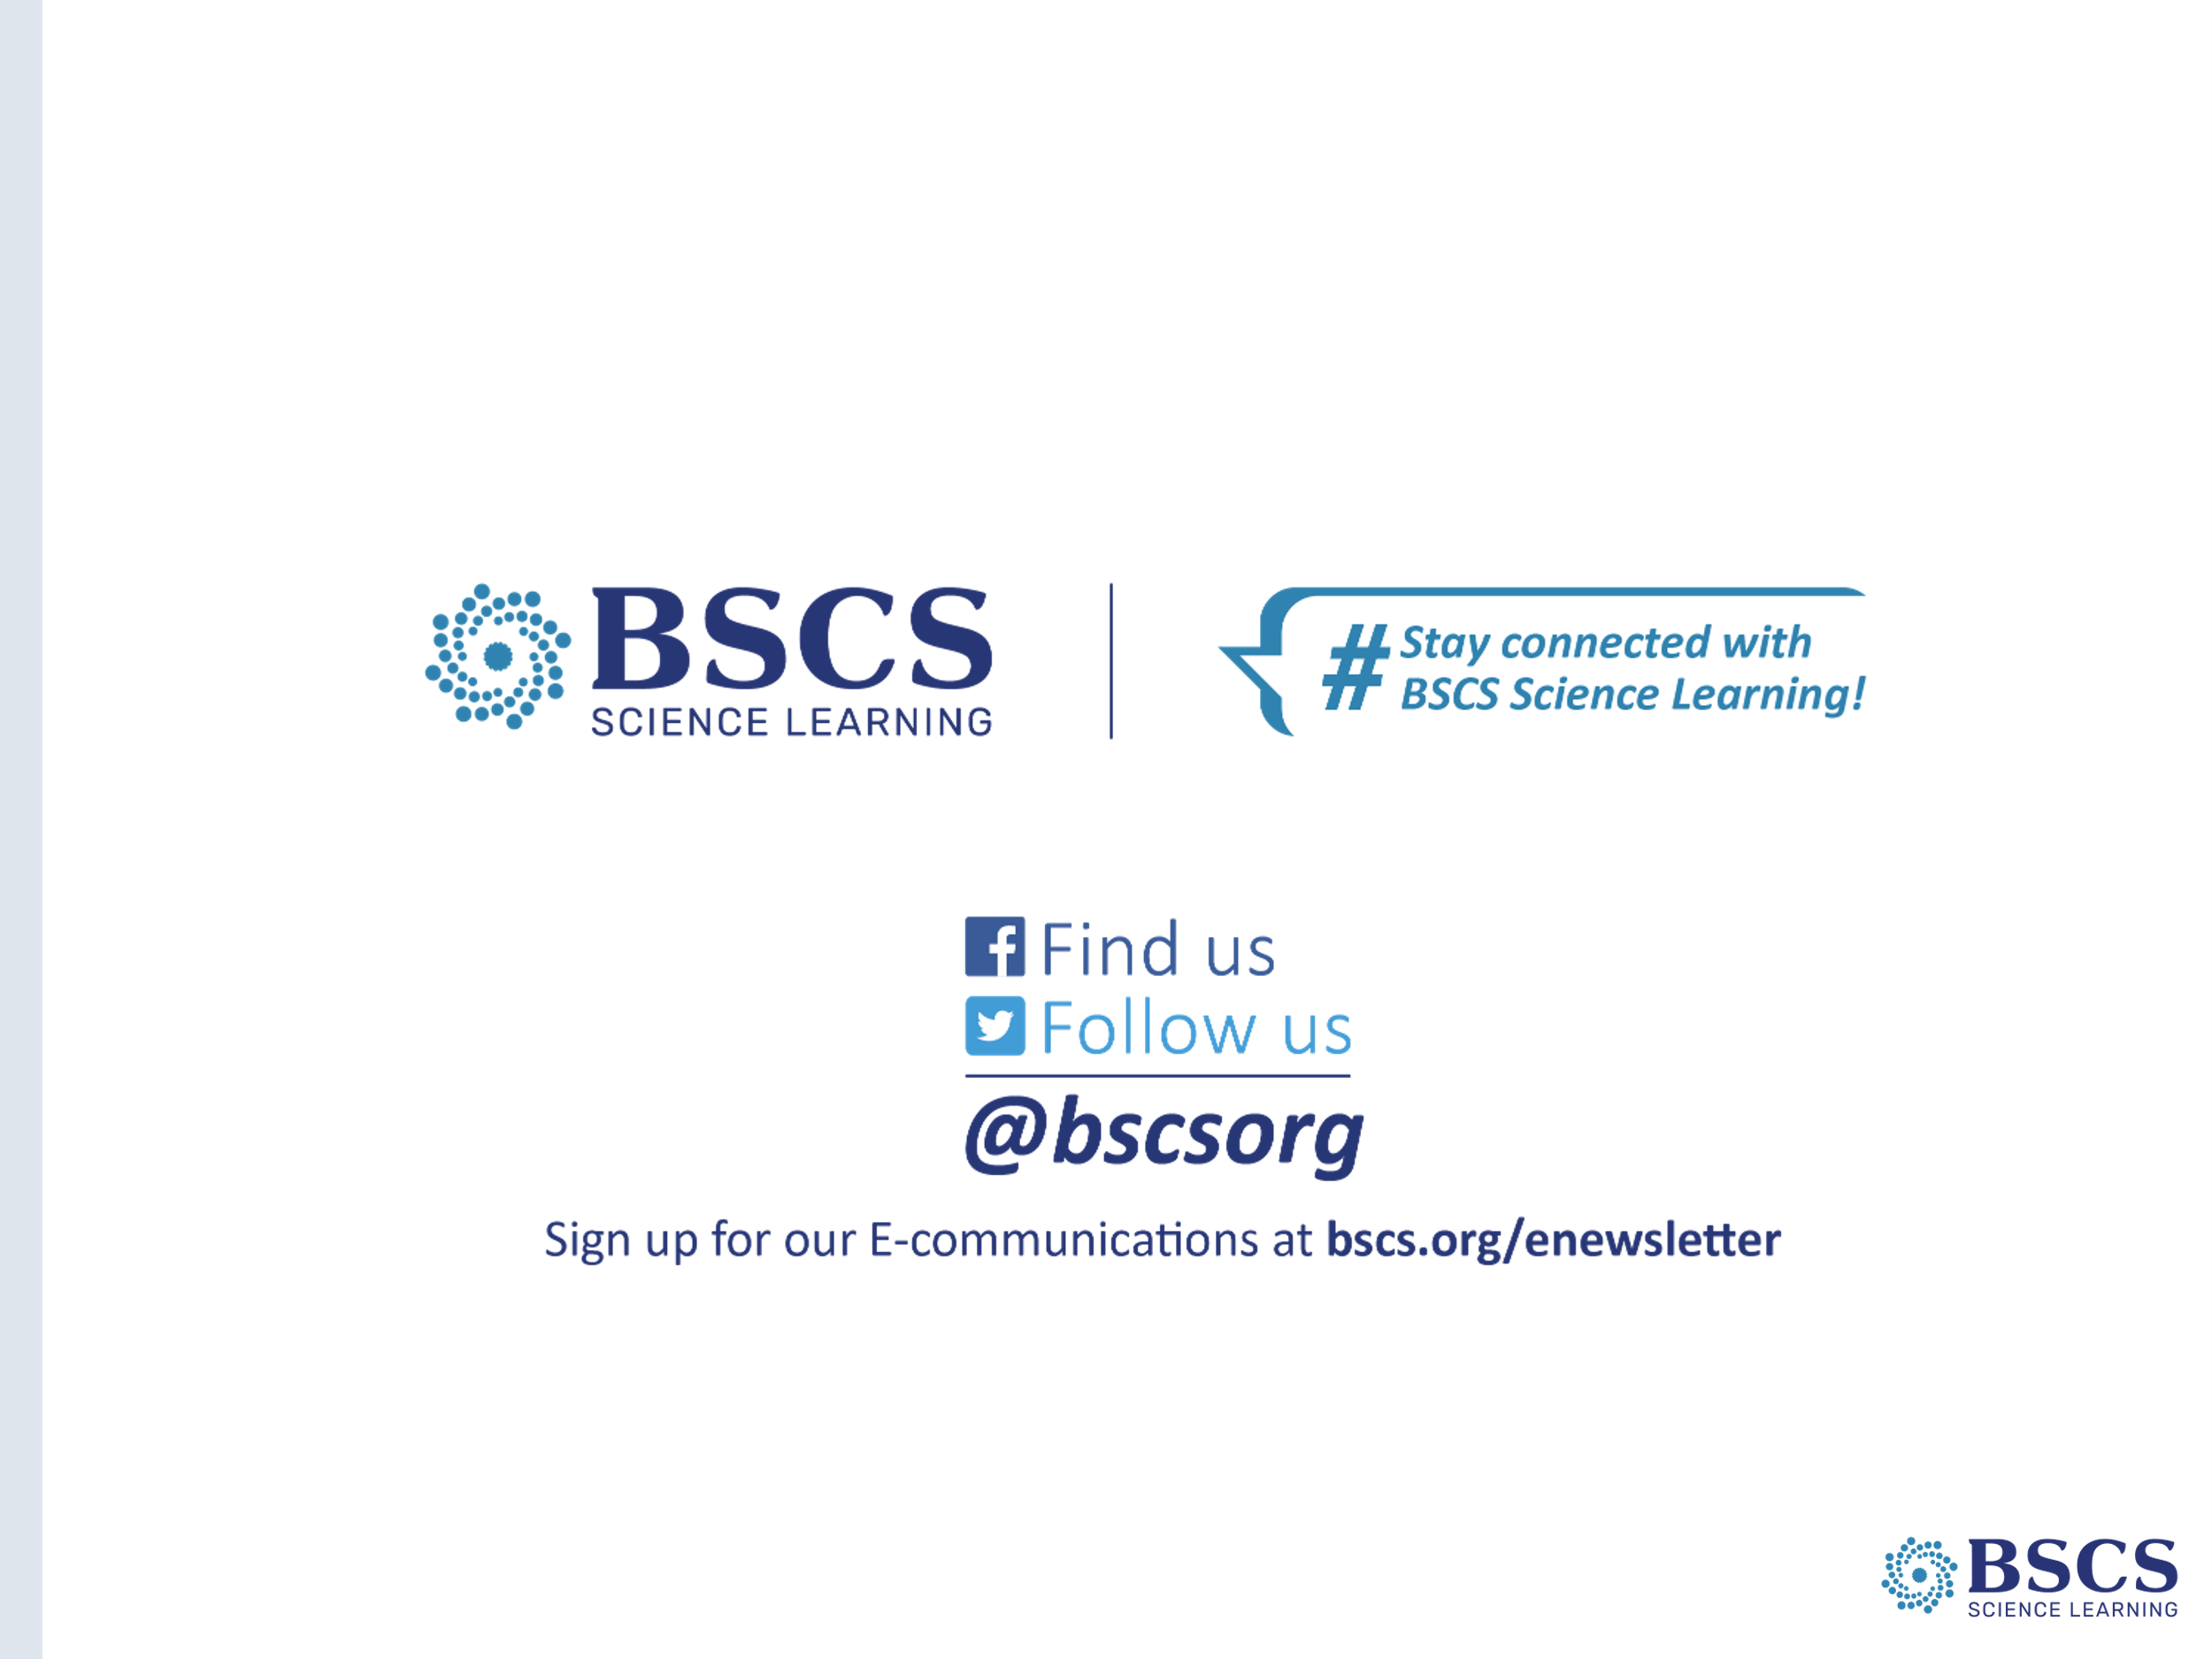 BSCS
SCIENCE LEARNING
# Stay connected with
BSCS Science Learning!
Find us
Follow us
@bscsorg
Sign up for our E-communications at bscs.org/enewsletter
BSCS
SCIENCE LEARNING